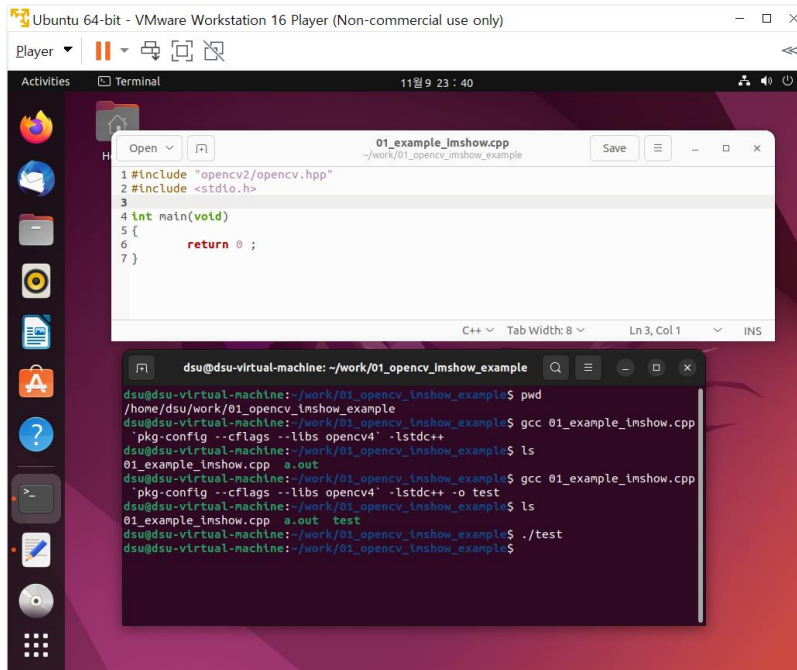 Ubuntu 64-bit - VMware Workstation 16 Player (Non-commercial use only)
Player
Activities Terminal 11월 9 23 : 40
Open 01_example_imshow.cpp Save
~/work/01_opencv_imshow_example
1 #include "opencv2/opencv.hpp"
2 #include <stdio.h>
3
4 int main(void)
5 {
6 return 0 ;
7 }
C++ Tab Width: 8 Ln 3, Col 1 INS
dsu@dsu-virtual-machine: ~/work/01_opencv_imshow_example
dsu@dsu-virtual-machine:~/work/01_opencv_imshow_example$ pwd
/home/dsu/work/01_opencv_imshow_example
dsu@dsu-virtual-machine:~/work/01_opencv_imshow_example$ gcc 01_example_imshow.cpp
`pkg-config --cflags --libs opencv4` -lstdc++
dsu@dsu-virtual-machine:~/work/01_opencv_imshow_example$ ls
01_example_imshow.cpp a.out
dsu@dsu-virtual-machine:~/work/01_opencv_imshow_example$ gcc 01_example_imshow.cpp
`pkg-config --cflags --libs opencv4` -lstdc++ -o test
dsu@dsu-virtual-machine:~/work/01_opencv_imshow_example$ ls
01_example_imshow.cpp a.out test
dsu@dsu-virtual-machine:~/work/01_opencv_imshow_example$ ./test
dsu@dsu-virtual-machine:~/work/01_opencv_imshow_example$